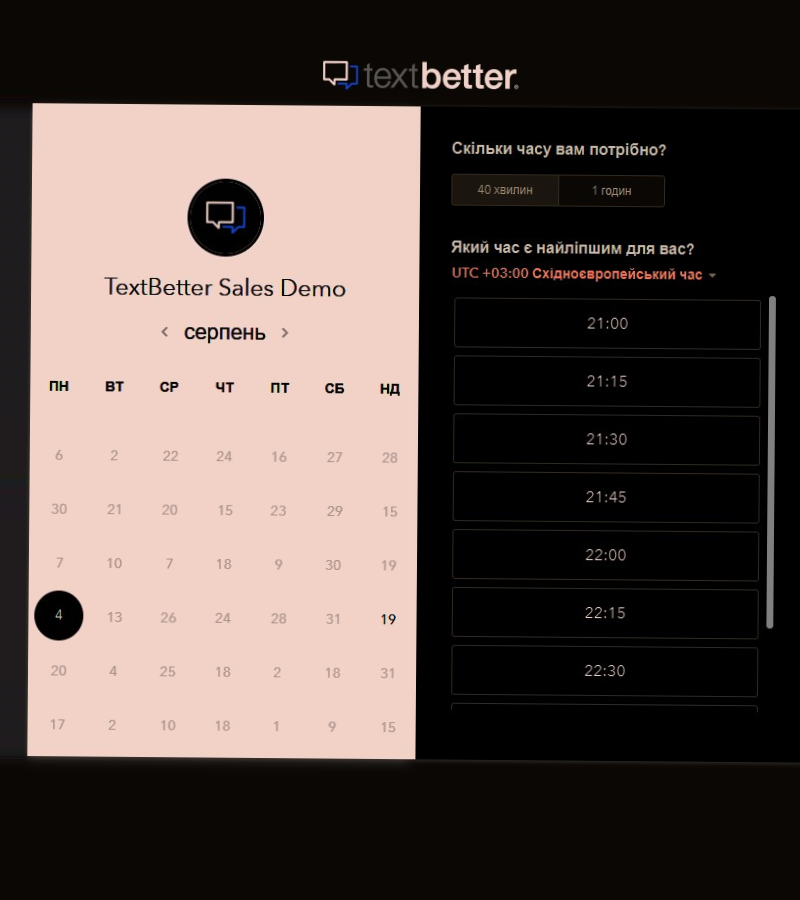 textbetter.
TextBetter Sales Demo
серпень
ПН ВТ СР ЧТ ПТ СБ НД
6 2 22 24 16 27 28
30 21 20 15 23 29 15
7 10 7 18 9 30 19
4 13 26 24 28 31 19
20 4 25 18 2 18 31
17 2 10 18 1 9 15
Скільки часу вам потрібно?
40 хвилин 1 годин
Який час є найліпшим для вас?
UTC +03:00 Східноєвропейський час
21:00
21:15
21:30
21:45
22:00
22:15
22:30